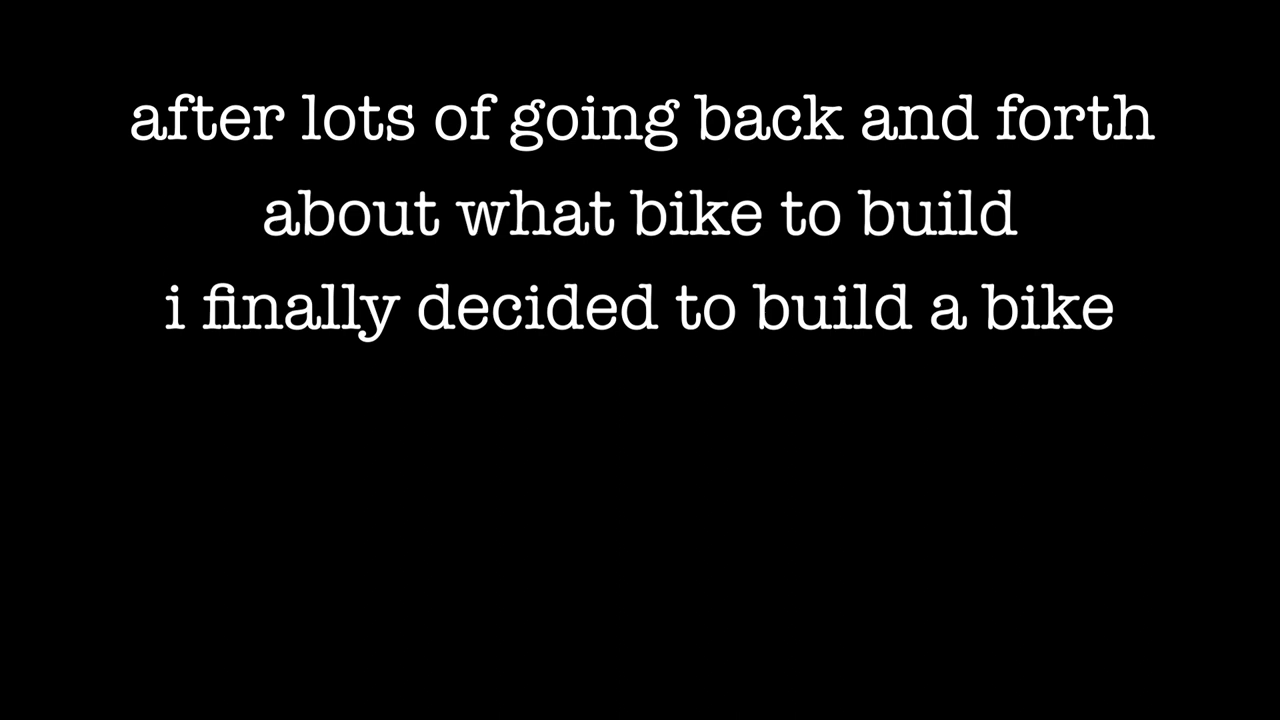 after lots of going back and forth
about what bike to build
i finally decided to build a bike